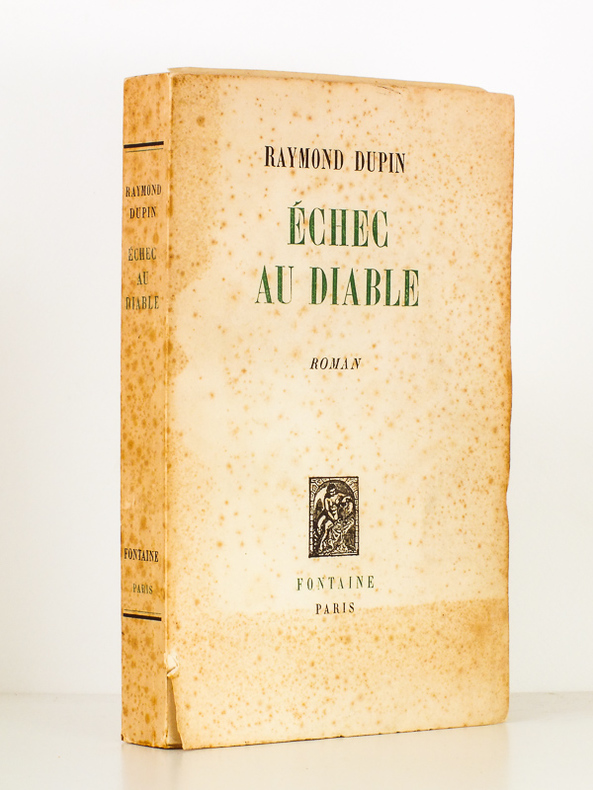 RAYMOND DUPIN
ÉCHEC
AU DIABLE
ROMAN
FONTAINE
PARIS
RAYMOND
DUPIN
ÉCHEC
AU
DIABLE
FONTAINE
PARIS